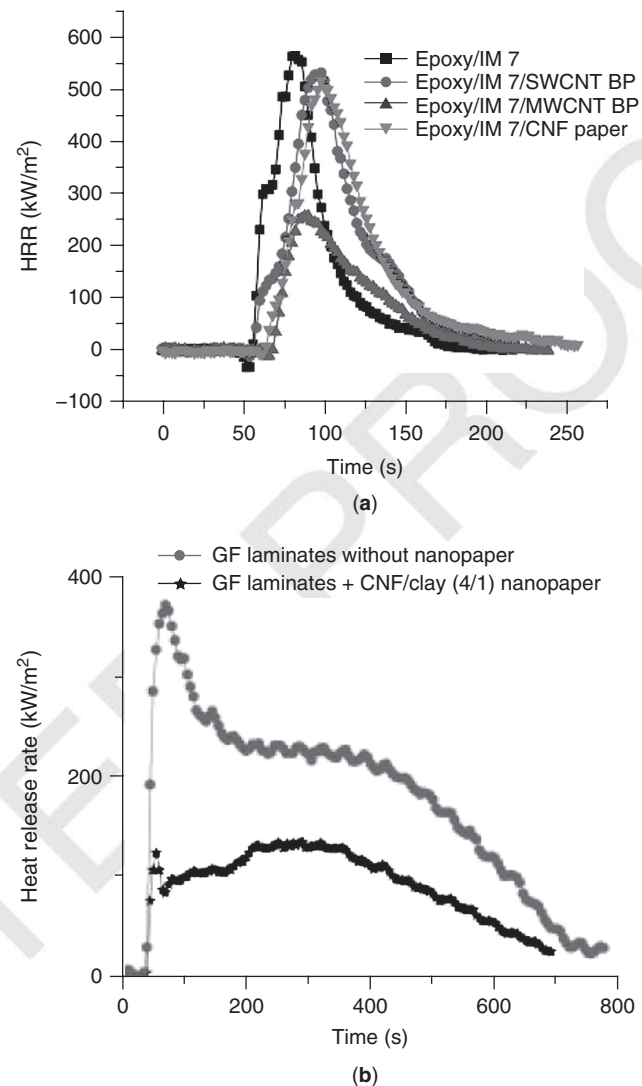 600
500
400
300
200
100
0
−100
HRR (kW/m²)
Epoxy/IM 7
Epoxy/IM 7/SWCNT BP
Epoxy/IM 7/MWCNT BP
Epoxy/IM 7/CNF paper
0 50 100 150 200 250
Time (s)
(a)
GF laminates without nanopaper
GF laminates + CNF/clay (4/1) nanopaper
400
200
0
Heat release rate (kW/m²)
0 200 400 600 800
Time (s)
(b)